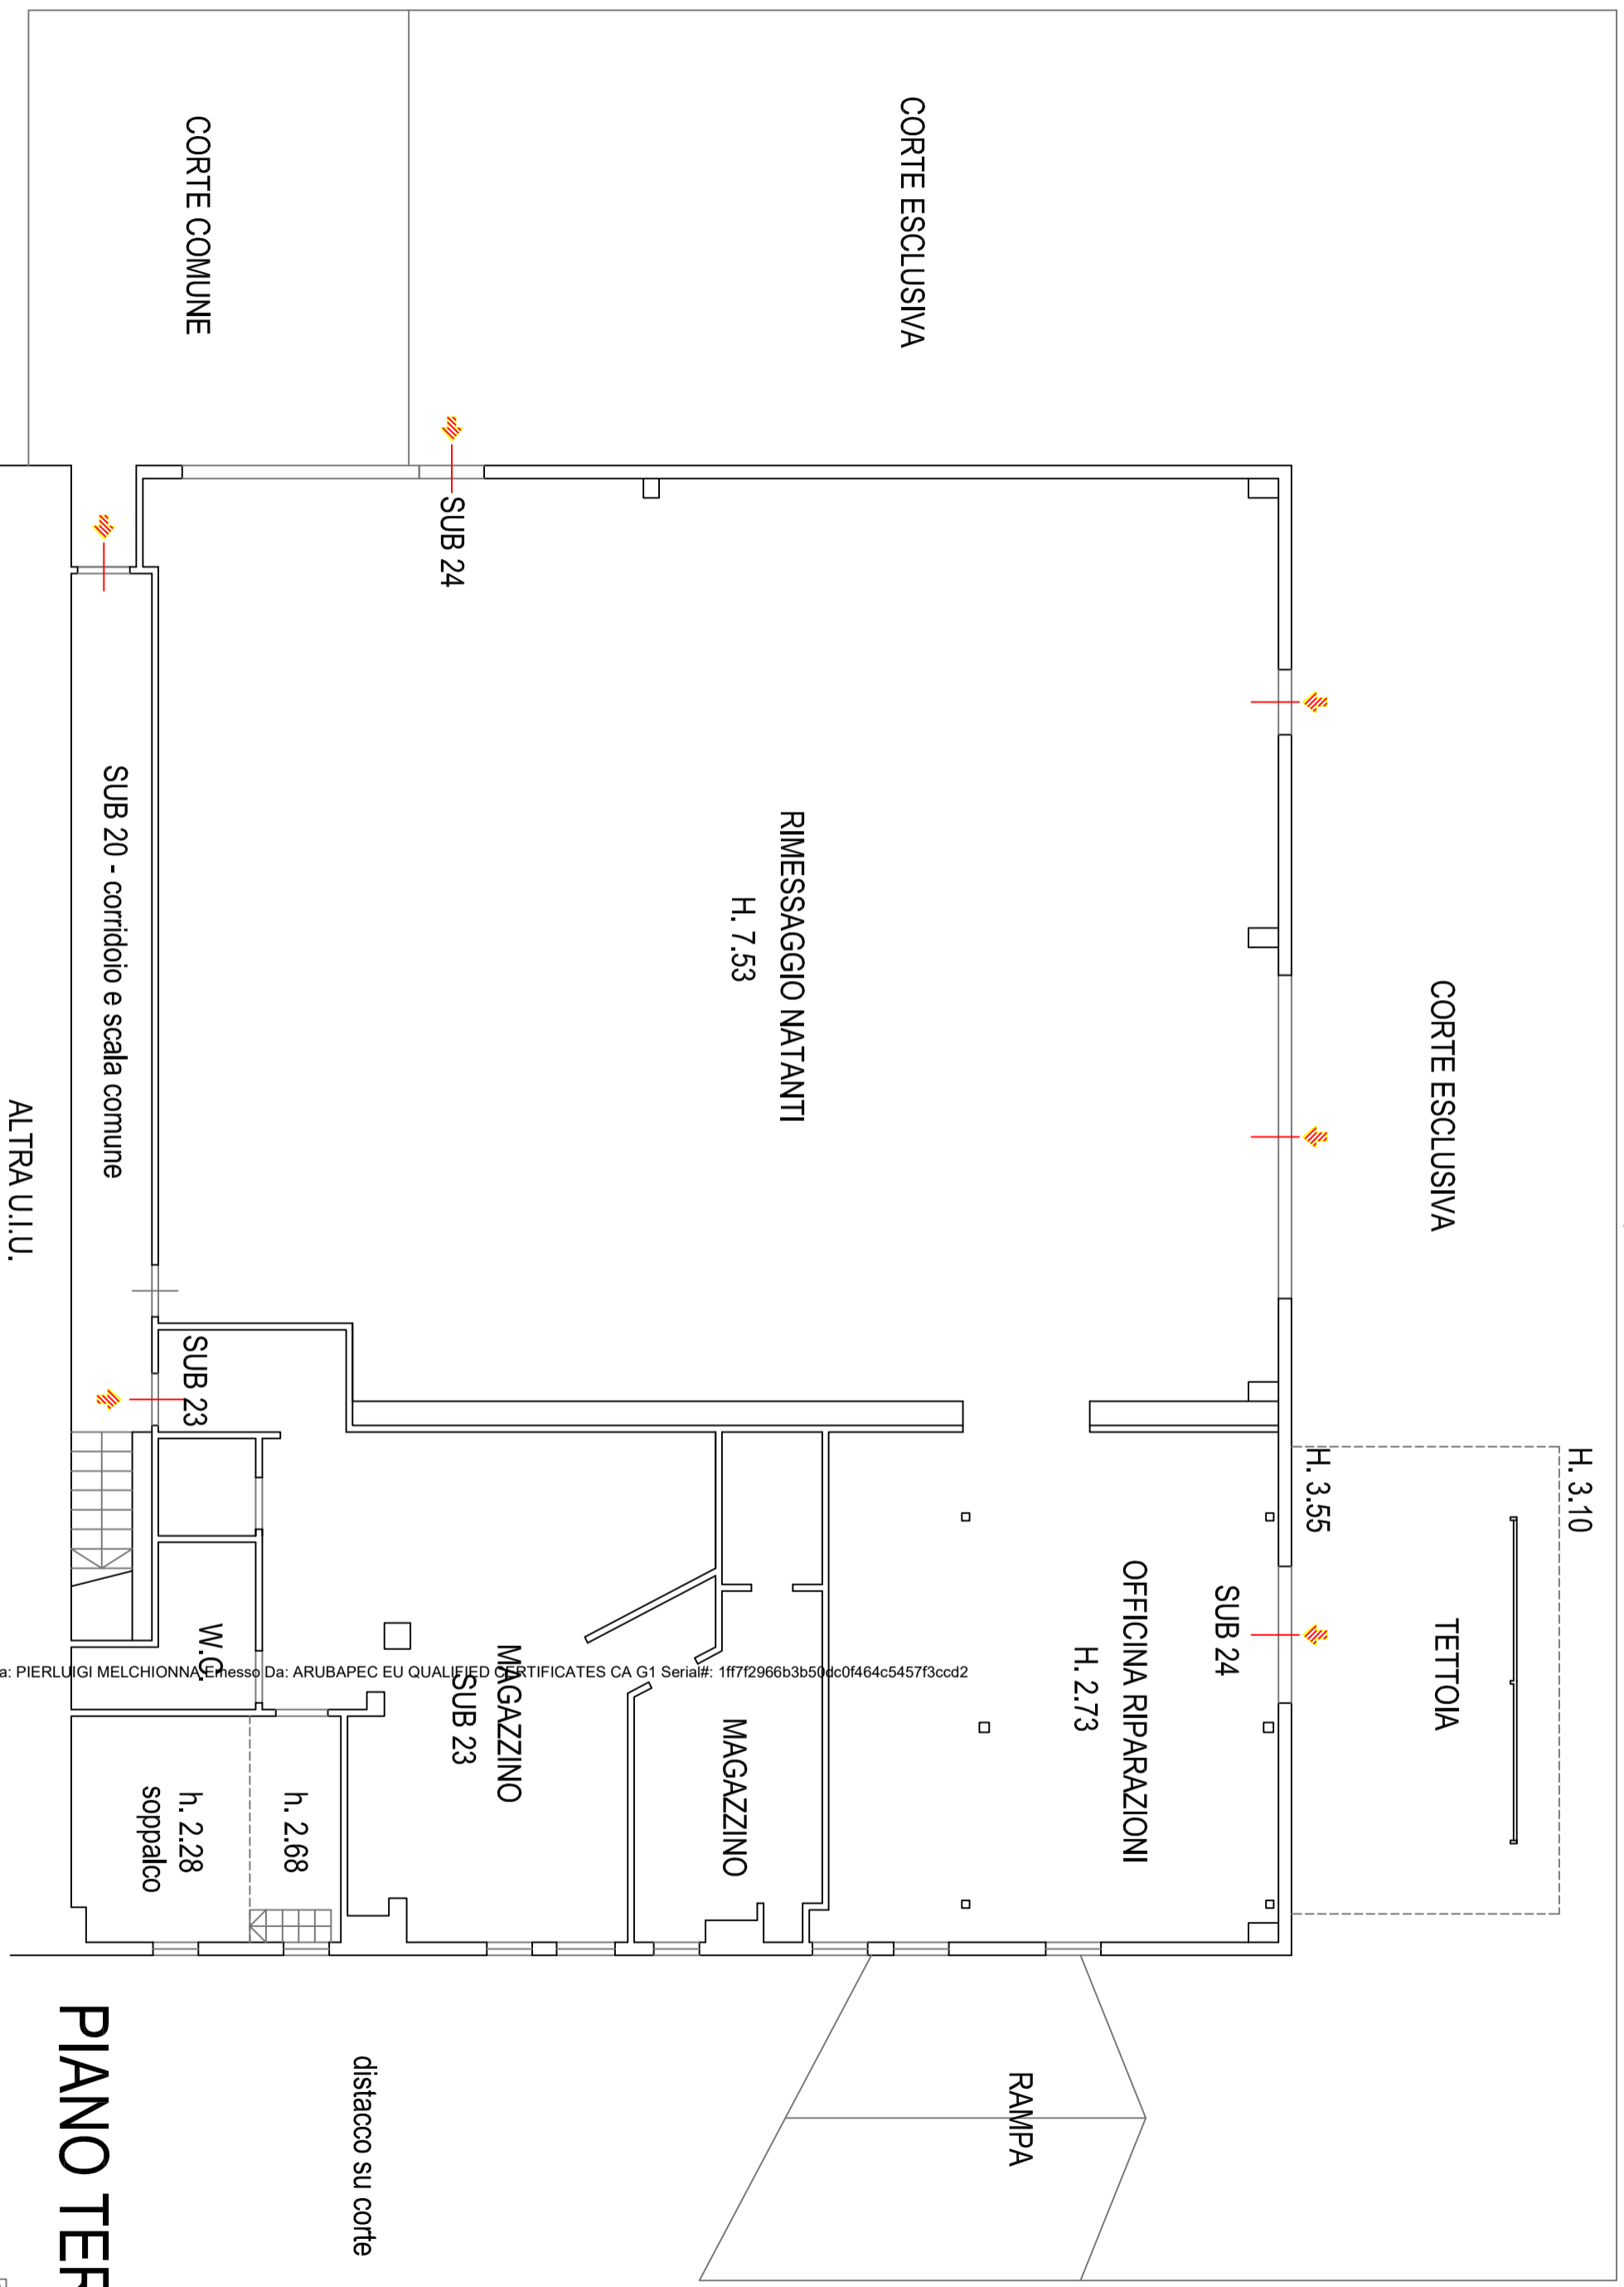 H. 3.10
TETTOIA
H. 3.55
CORTE ESCLUSIVA
SUB 24
OFFICINA RIPARAZIONI
H. 2.73
RAMPA
CORTE ESCLUSIVA
RIMESSAGGIO NATANTI
H. 7.53
MAGAZZINO
MAGAZZINO
SUB 23
SUB 24
distacco su corte
h. 2.68
CORTE COMUNE
SUB 23
W.C.
h. 2.28
soppalco
SUB 20 - corridoio e scala comune
ALTRA U.I.U.
PIANO
a: PIERLUIGI MELCHIONNA Emesso Da: ARUBAPEC EU QUALIFIED CERTIFICATES CA G1 Serial#: 1ff7f2966b3b50dc0f464c5457f3ccd2